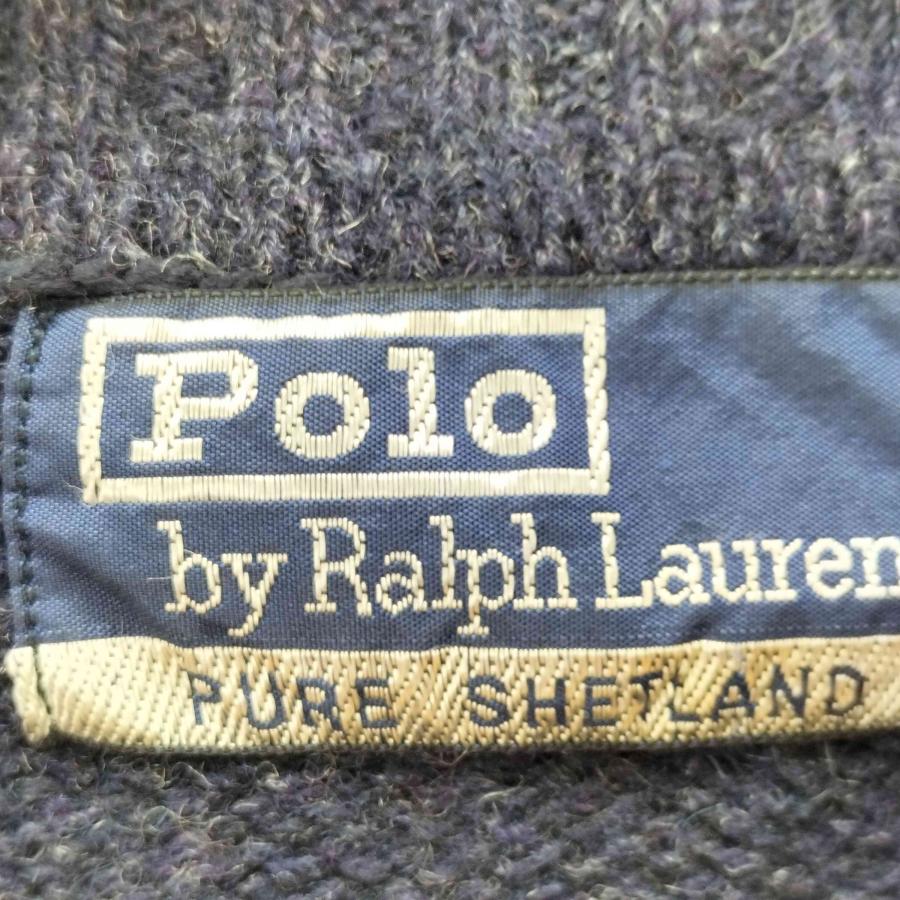 Polo
by Ralph Lauren
PURE SHETLAND